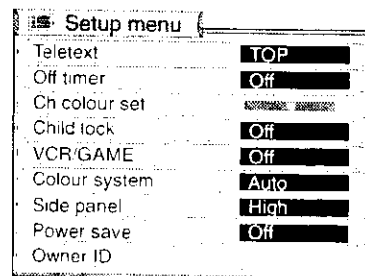 Setup menu
Teletext TOP
Off timer Off
Ch colour set
Child lock Off
VCR/GAME Off
Colour system Auto
Side panel High
Power save Off
Owner ID